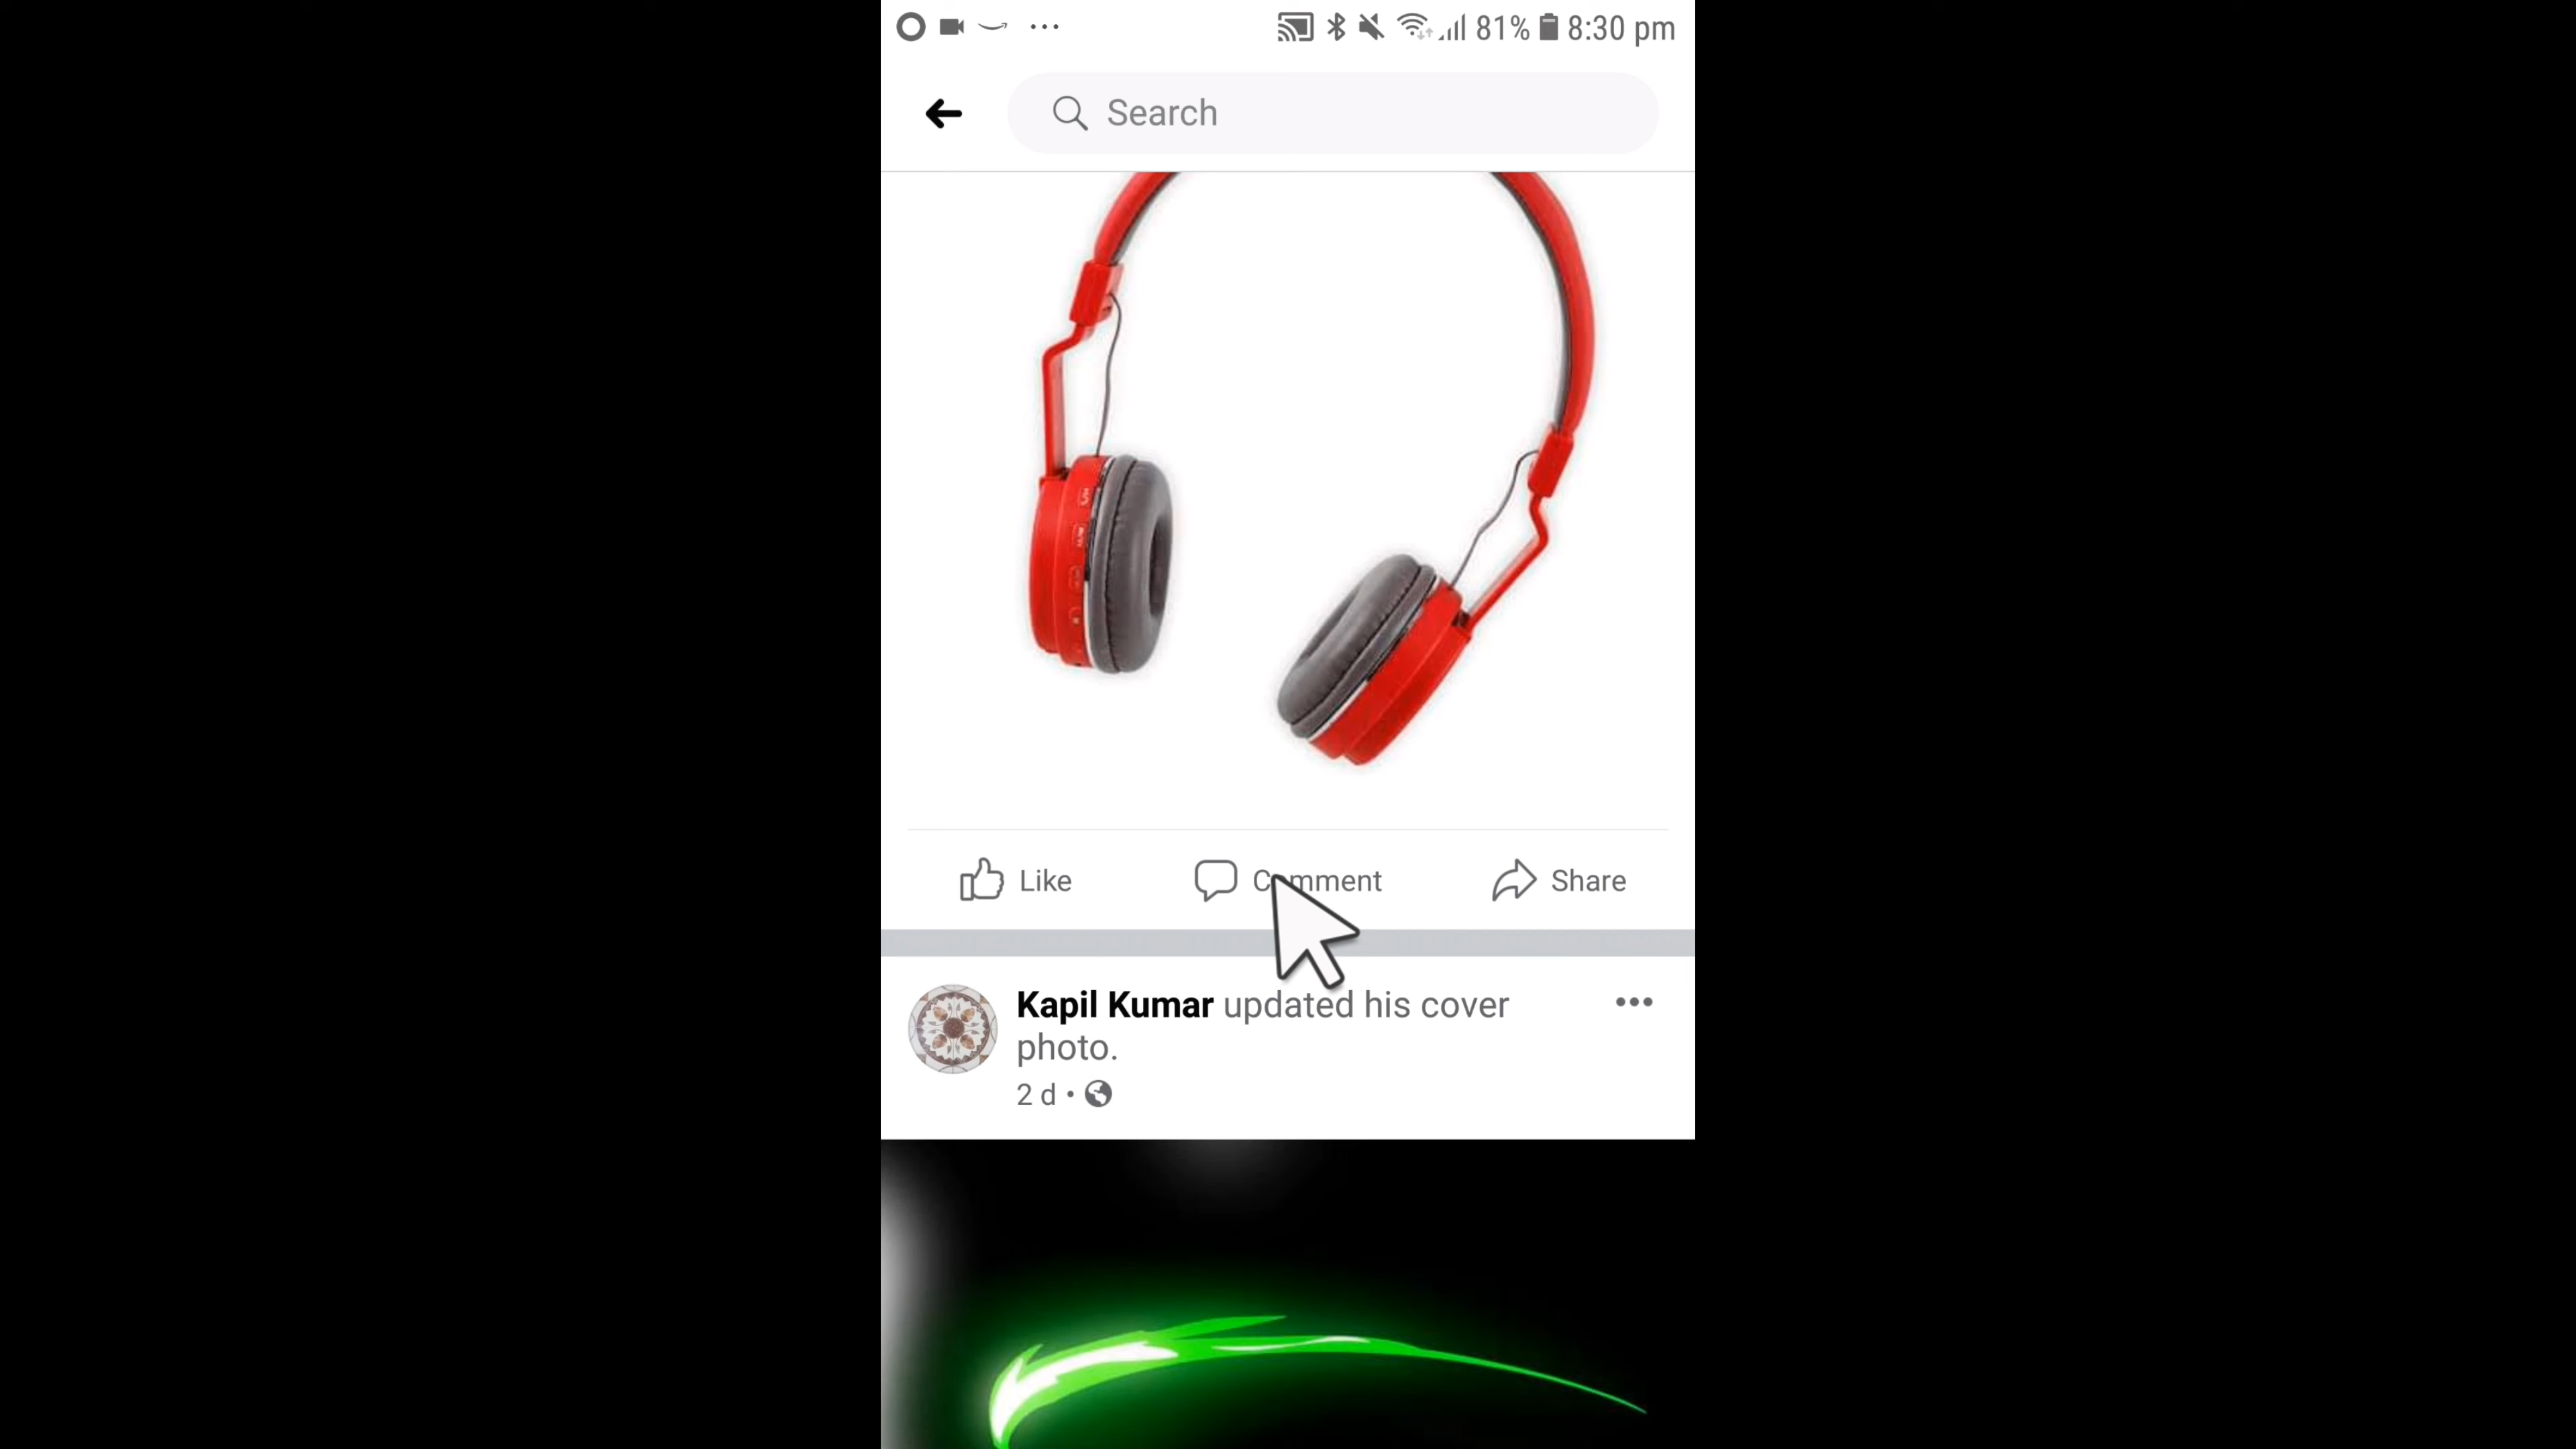 81% 8:30 pm
Search
Like Comment Share
Kapil Kumar updated his cover
photo.
2 d •